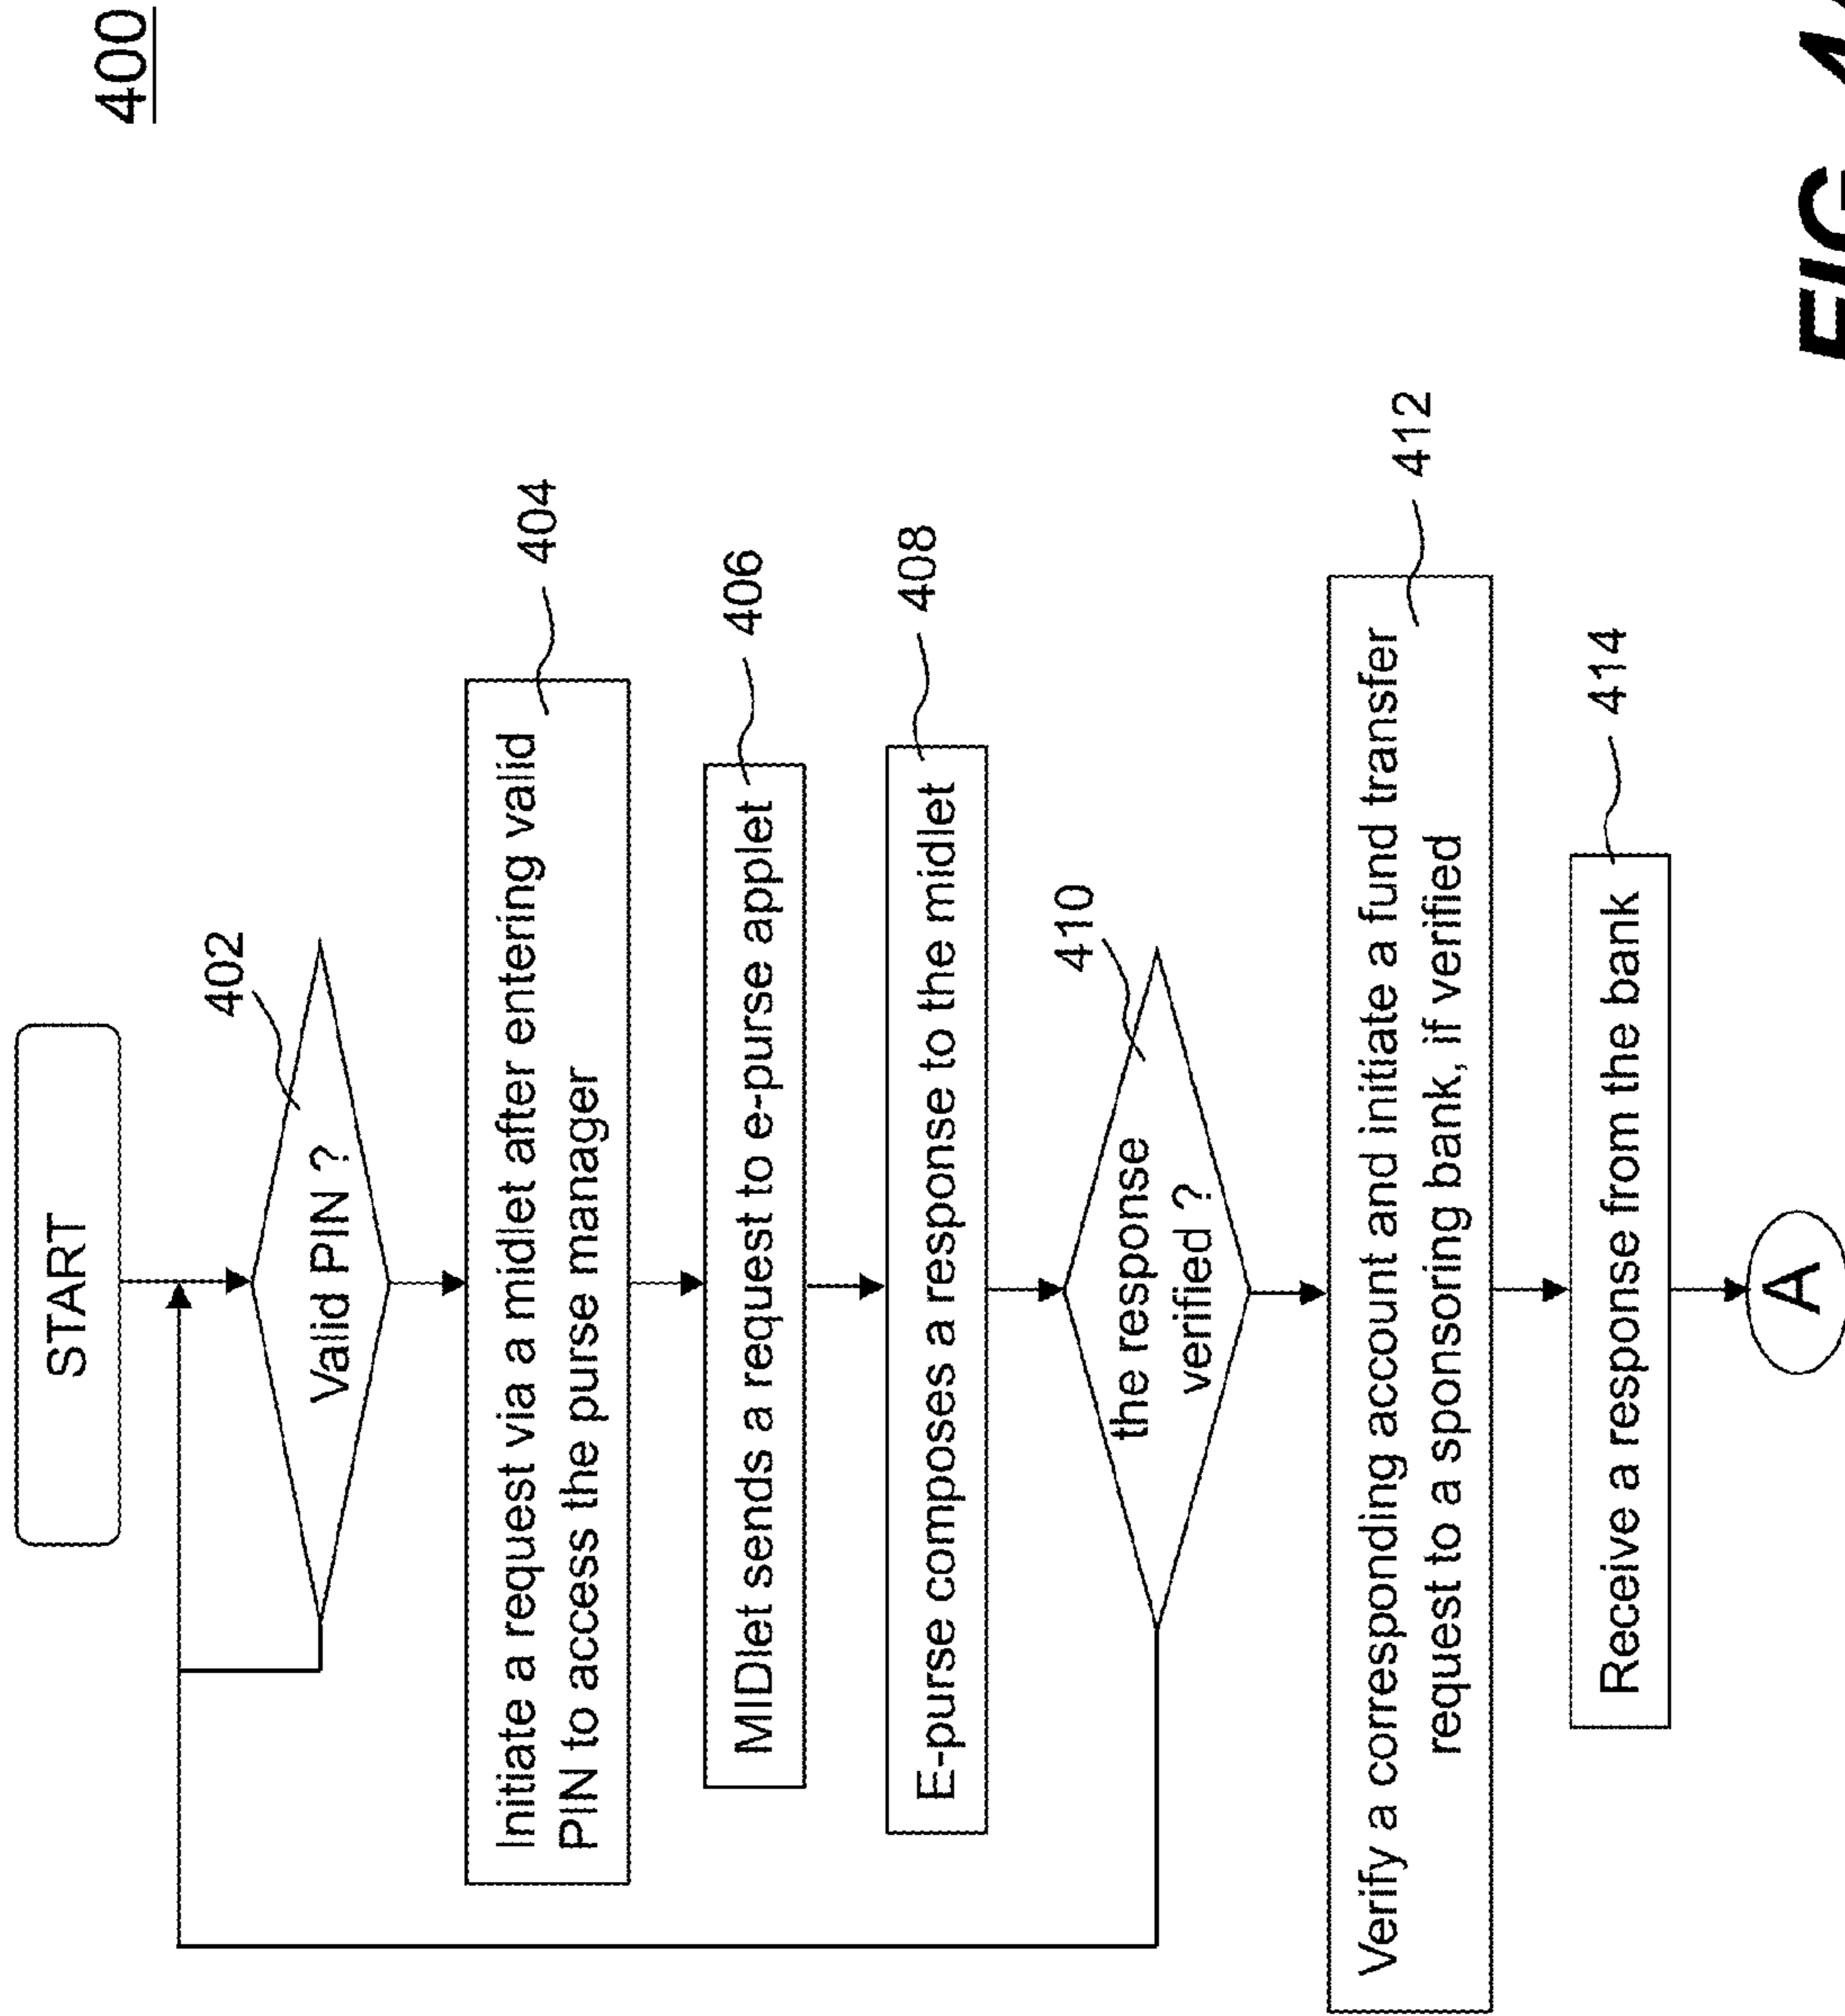 400
START
402
Valid PIN ?
404
Initiate a request via a midlet after entering valid
PIN to access the purse manager
406
MIDlet sends a request to e-purse applet
408
E-purse composes a response to the midlet
410
the response
verified ?
412
Verify a corresponding account and initiate a fund transfer
request to a sponsoring bank, if verified
414
Receive a response from the bank
A
FIG.